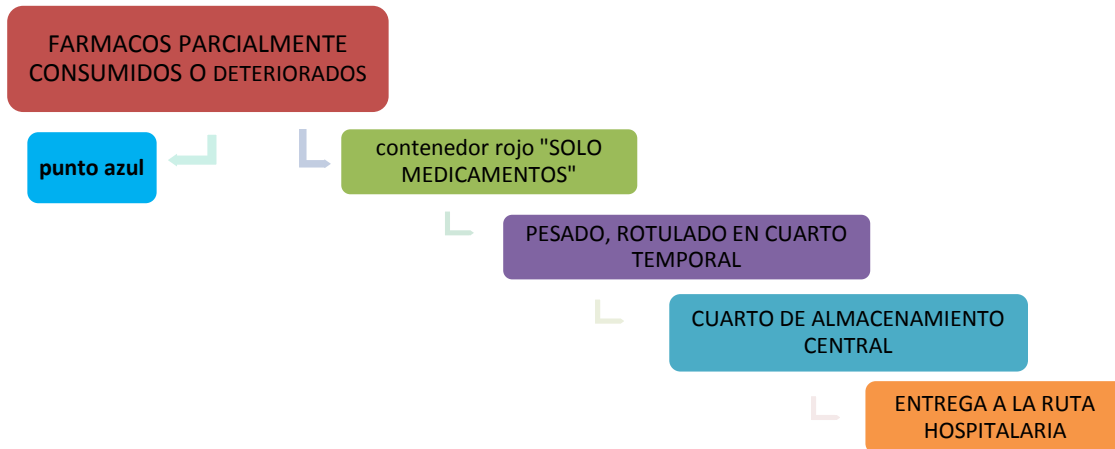 FARMACOS PARCIALMENTE
CONSUMIDOS O DETERIORADOS
punto azul
contenedor rojo "SOLO
MEDICAMENTOS"
PESADO, ROTULADO EN CUARTO
TEMPORAL
CUARTO DE ALMACENAMIENTO
CENTRAL
ENTREGA A LA RUTA
HOSPITALARIA